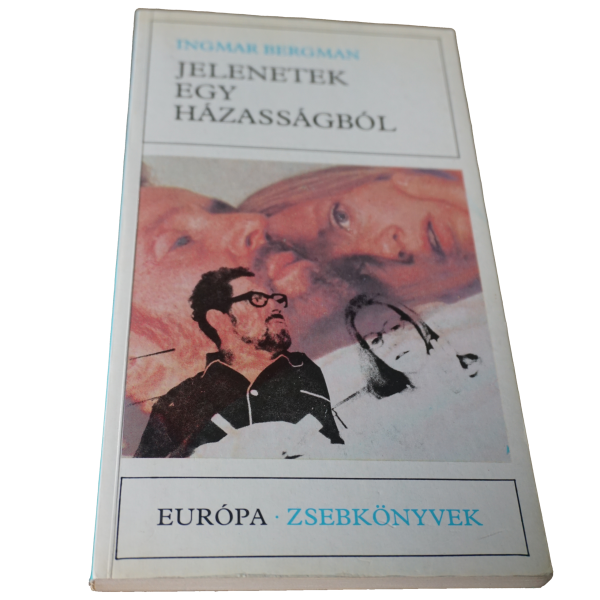 INGMAR BERGMAN
JELENETEK
EGY
HÁZASSÁGBÓL
EURÓPA · ZSEBKÖNYVEK